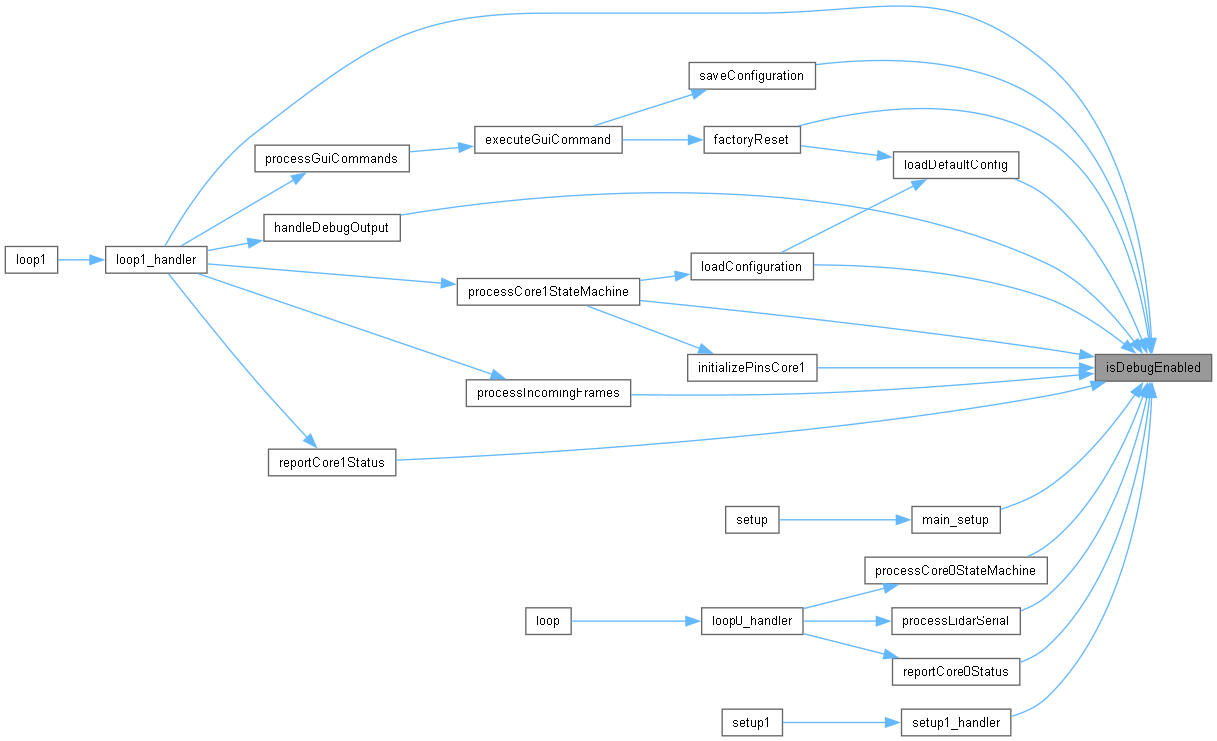 saveConfiguration
executeGuiCommand
factoryReset
processGuiCommands
loadDefaultConfig
handleDebugOutput
loop1
loop1_handler
loadConfiguration
processCore1StateMachine
initializePinsCore1
isDebugEnabled
processIncomingFrames
reportCore1Status
setup
main_setup
processCore0StateMachine
loop
loop0_handler
processLidarSerial
reportCore0Status
setup1
setup1_handler